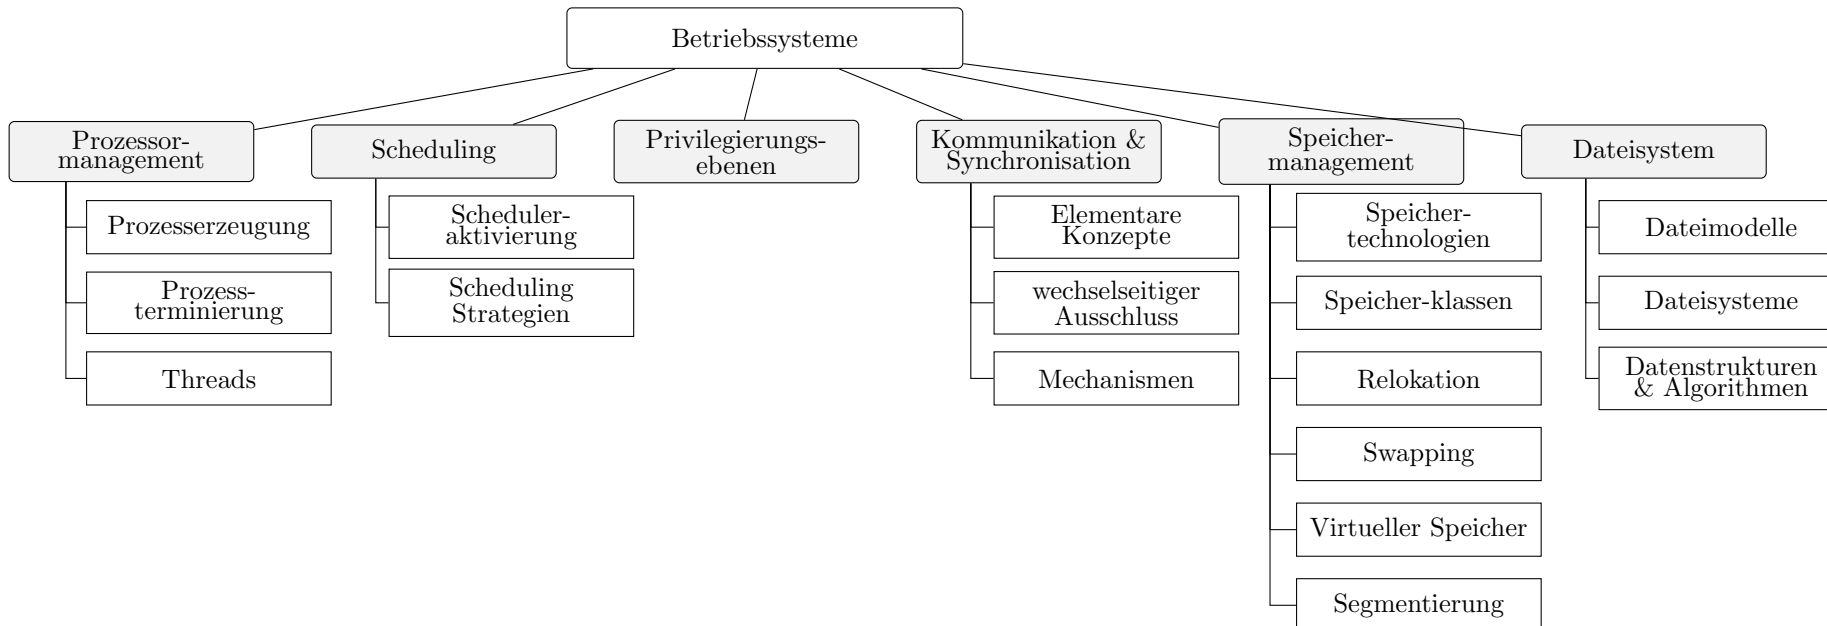 Betriebssysteme
Prozessor-
management
Prozesserzeugung
Prozess-
terminierung
Threads
Scheduling
Scheduler-
aktivierung
Scheduling
Strategien
Privilegierungs-
ebenen
Kommunikation &
Synchronisation
Elementare
Konzepte
wechselseitiger
Ausschluss
Mechanismen
Speicher-
management
Speicher-
technologien
Speicher-klassen
Relokation
Swapping
Virtueller Speicher
Segmentierung
Dateisystem
Dateimodelle
Dateisysteme
Datenstrukturen
& Algorithmen